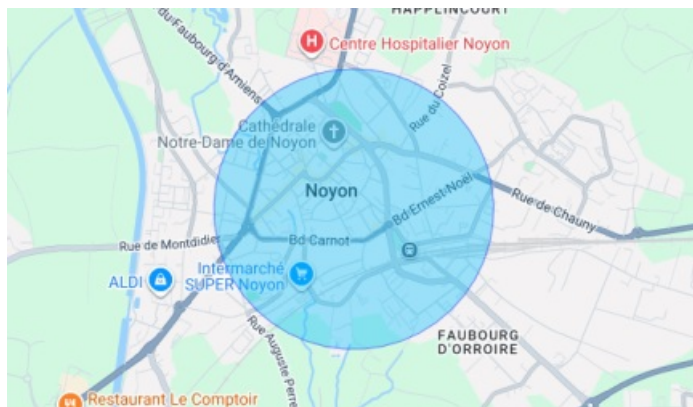 HAPPLINCOURT
Centre Hospitalier Noyon
du Faubourg d'Amiens
Rue du Coizel
Cathédrale
Notre-Dame de Noyon
Noyon
Bd Ernest-Noël
Rue de Chauny
Rue de Montdidier
Bd Carnot
ALDI
Intermarché
SUPER Noyon
Rue Auguste Perre
FAUBOURG
D'ORROIRE
Restaurant Le Comptoir